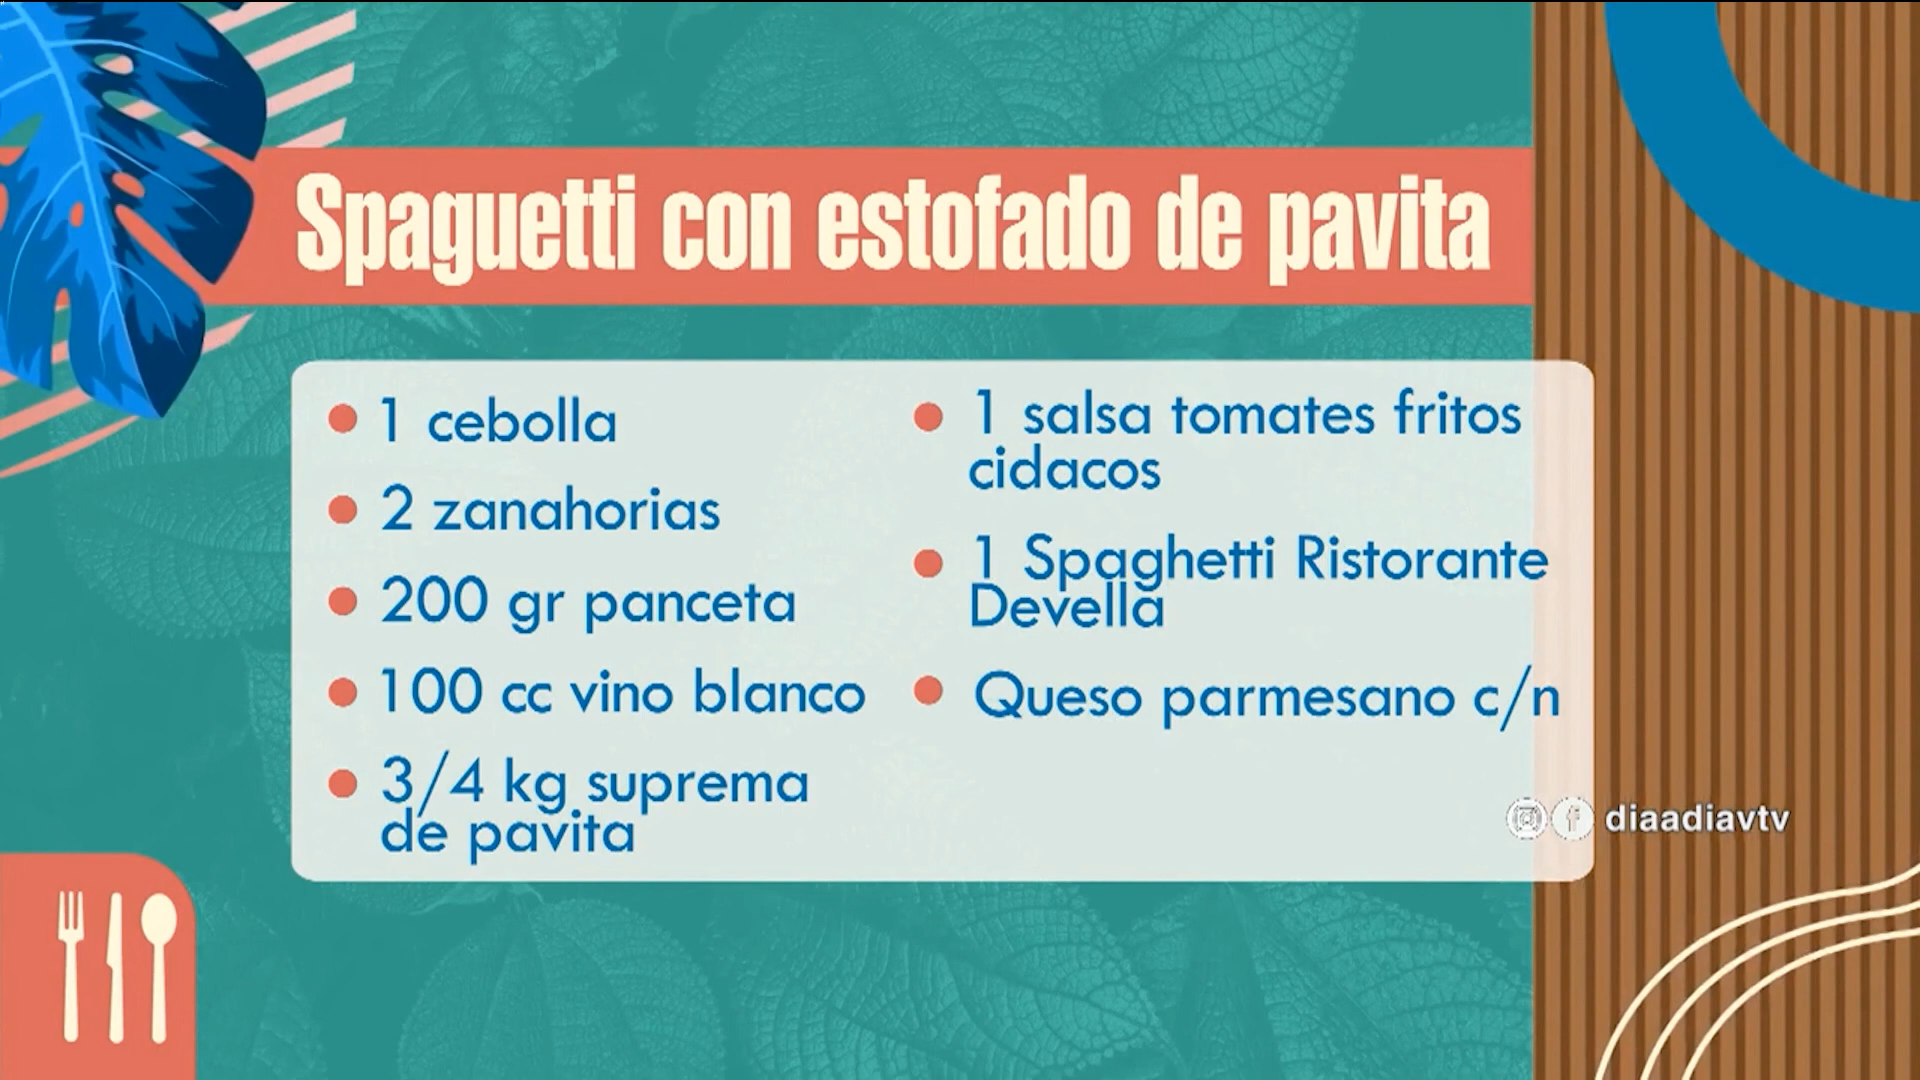 Spaguetti con estofado de pavita
1 cebolla
2 zanahorias
200 gr panceta
100 cc vino blanco
3/4 kg suprema
de pavita
1 salsa tomates fritos
cidacos
1 Spaghetti Ristorante
Devella
Queso parmesano c/n
diaadiavtv